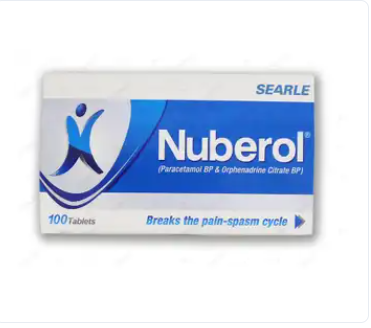 SEARLE
Nuberol®
(Paracetamol BP & Orphenadrine Citrate BP)
100 Tablets
Breaks the pain-spasm cycle